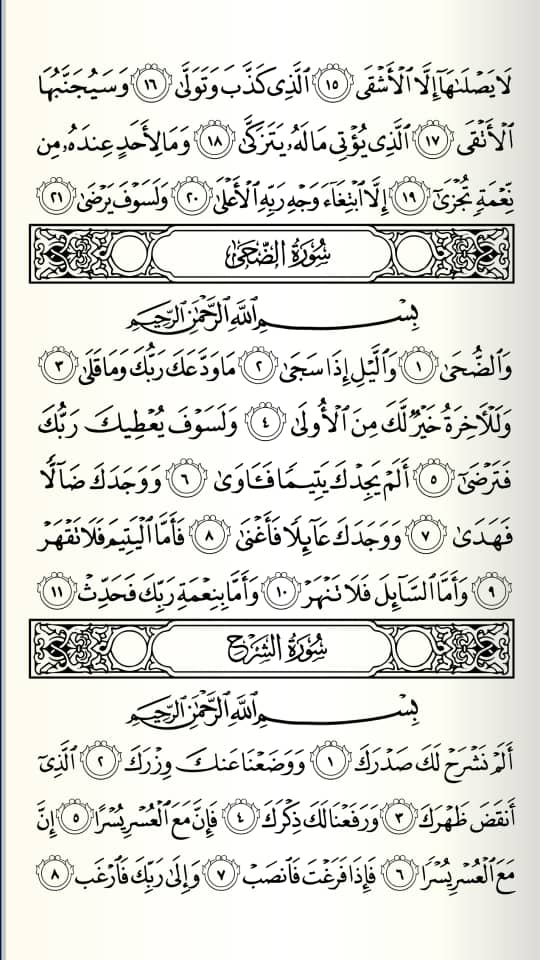 لَا يَصْلَىٰهَآ إِلَّا ٱلْأَشْقَى ١٥ ٱلَّذِى كَذَّبَ وَتَوَلَّىٰ ١٦ وَسَيُجَنَّبُهَا
ٱلْأَتْقَى ١٧ ٱلَّذِى يُؤْتِى مَالَهُۥ يَتَزَكَّىٰ ١٨ وَمَا لِأَحَدٍ عِندَهُۥ مِن
نِّعْمَةٍ تُجْزَىٰٓ ١٩ إِلَّا ٱبْتِغَآءَ وَجْهِ رَبِّهِ ٱلْأَعْلَىٰ ٢٠ وَلَسَوْفَ يَرْضَىٰ ٢١
سُورَةُ الضُّحَىٰ
بِسْمِ ٱللَّهِ ٱلرَّحْمَٰنِ ٱلرَّحِيمِ
وَٱلضُّحَىٰ ١ وَٱلَّيْلِ إِذَا سَجَىٰ ٢ مَا وَدَّعَكَ رَبُّكَ وَمَا قَلَىٰ ٣
وَلَلْـَٔاخِرَةُ خَيْرٌ لَّكَ مِنَ ٱلْأُولَىٰ ٤ وَلَسَوْفَ يُعْطِيكَ رَبُّكَ
فَتَرْضَىٰٓ ٥ أَلَمْ يَجِدْكَ يَتِيمًا فَـَٔاوَىٰ ٦ وَوَجَدَكَ ضَآلًّا
فَهَدَىٰ ٧ وَوَجَدَكَ عَآئِلًا فَأَغْنَىٰ ٨ فَأَمَّا ٱلْيَتِيمَ فَلَا تَقْهَرْ
٩ وَأَمَّا ٱلسَّآئِلَ فَلَا تَنْهَرْ ١٠ وَأَمَّا بِنِعْمَةِ رَبِّكَ فَحَدِّثْ ١١
سُورَةُ الشَّرْحِ
بِسْمِ ٱللَّهِ ٱلرَّحْمَٰنِ ٱلرَّحِيمِ
أَلَمْ نَشْرَحْ لَكَ صَدْرَكَ ١ وَوَضَعْنَا عَنكَ وِزْرَكَ ٢ ٱلَّذِىٓ
أَنقَضَ ظَهْرَكَ ٣ وَرَفَعْنَا لَكَ ذِكْرَكَ ٤ فَإِنَّ مَعَ ٱلْعُسْرِ يُسْرًا ٥ إِنَّ
مَعَ ٱلْعُسْرِ يُسْرًا ٦ فَإِذَا فَرَغْتَ فَٱنصَبْ ٧ وَإِلَىٰ رَبِّكَ فَٱرْغَب ٨